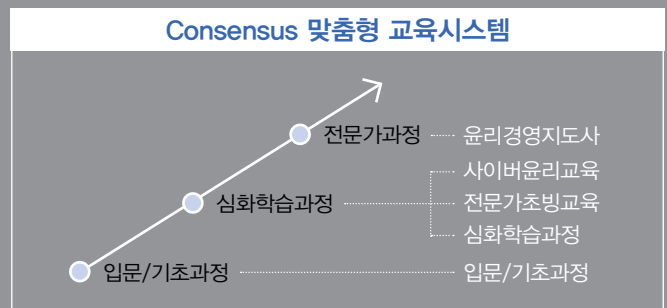 Consensus 맞춤형 교육시스템
전문가과정 윤리경영지도사
사이버윤리교육
심화학습과정 전문가초빙교육
심화학습과정
입문/기초과정 입문/기초과정